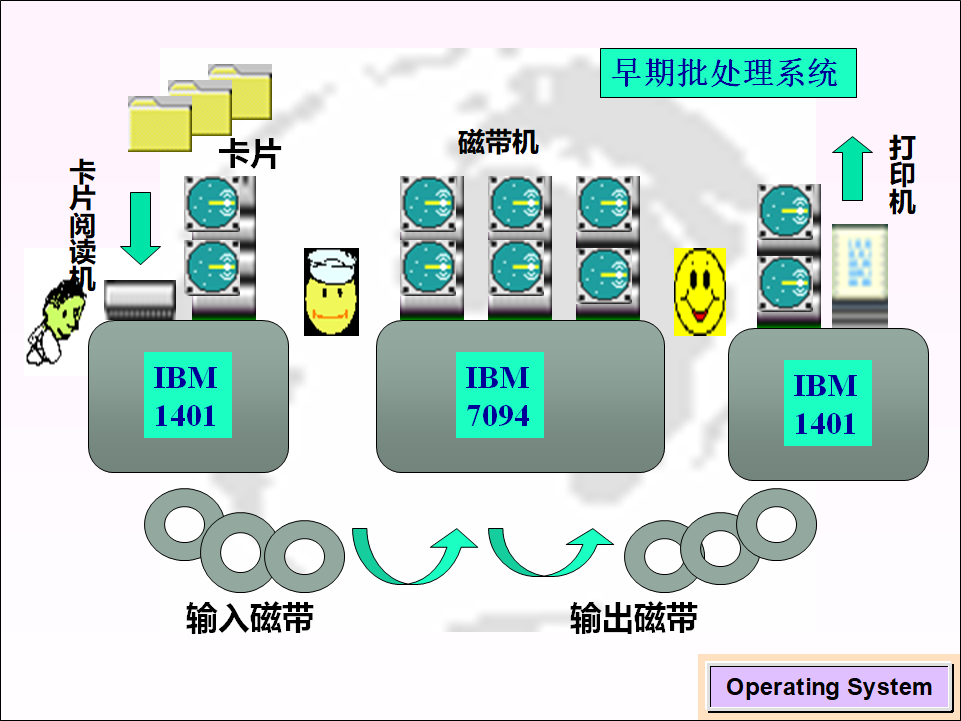 早期批处理系统
卡片
磁带机
打印机
卡片阅读机
IBM
1401
IBM
7094
IBM
1401
输入磁带
输出磁带
Operating System